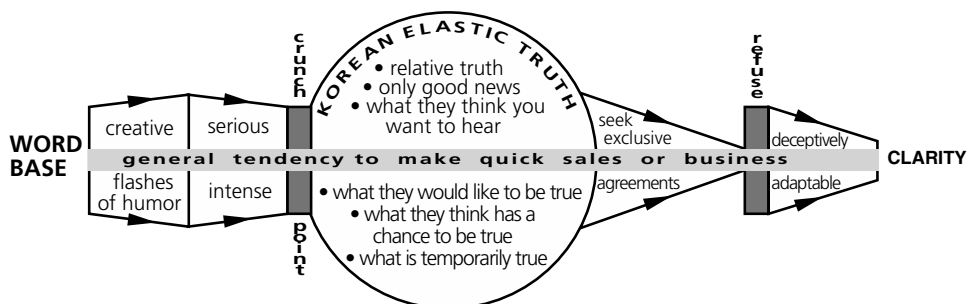 WORD
BASE
creative
flashes
of humor
serious
intense
crunch
point
KOREAN ELASTIC TRUTH
• relative truth
• only good news
• what they think you
want to hear
general tendency to make quick sales or business
• what they would like to be true
• what they think has a
chance to be true
• what is temporarily true
seek
exclusive
agreements
refuse
deceptively
adaptable
CLARITY